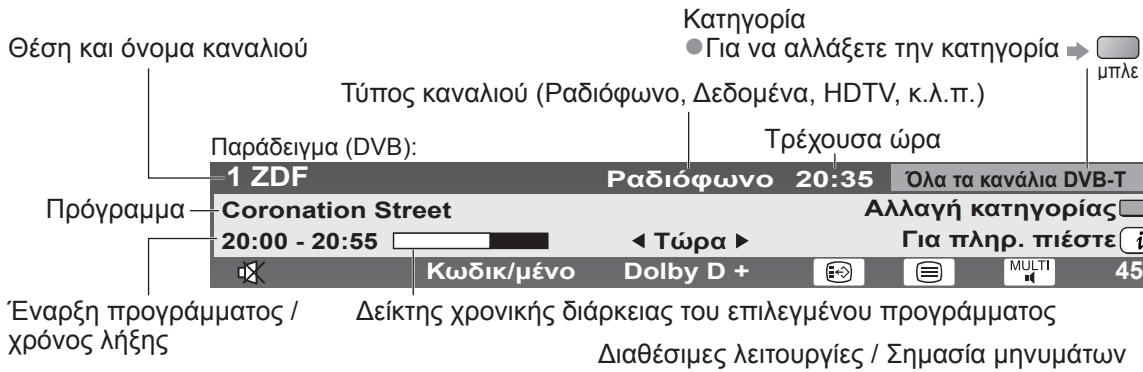 Κατηγορία
Θέση και όνομα καναλιού
●Για να αλλάξετε την κατηγορία
μπλε
Τύπος καναλιού (Ραδιόφωνο, Δεδομένα, HDTV, κ.λ.π.)
Τρέχουσα ώρα
Παράδειγμα (DVB):
1 ZDF Ραδιόφωνο 20:35 Όλα τα κανάλια DVB-T
Πρόγραμμα Coronation Street Αλλαγή κατηγορίας
20:00 - 20:55 Τώρα Για πληρ. πιέστε i
Κωδικ/μένο Dolby D + MULTI 45
Έναρξη προγράμματος /
χρόνος λήξης
Δείκτης χρονικής διάρκειας του επιλεγμένου προγράμματος
Διαθέσιμες λειτουργίες / Σημασία μηνυμάτων